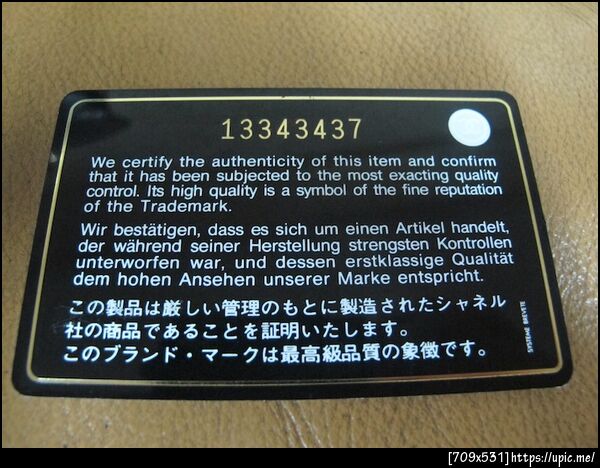 13343437
We certify the authenticity of this item and confirm
that it has been subjected to the most exacting quality
control. Its high quality is a symbol of the fine reputation
of the Trademark.
Wir bestätigen, dass es sich um einen Artikel handelt,
der während seiner Herstellung strengsten Kontrollen
unterworfen war, und dessen erstklassige Qualität
dem hohen Ansehen unserer Marke entspricht.
この製品は厳しい管理のもとに製造されたシャネル
社の商品であることを証明いたします。
このブランド・マークは最高級品質の象徴です。
SYSTEME BREVETE
[709x531]https://upic.me/